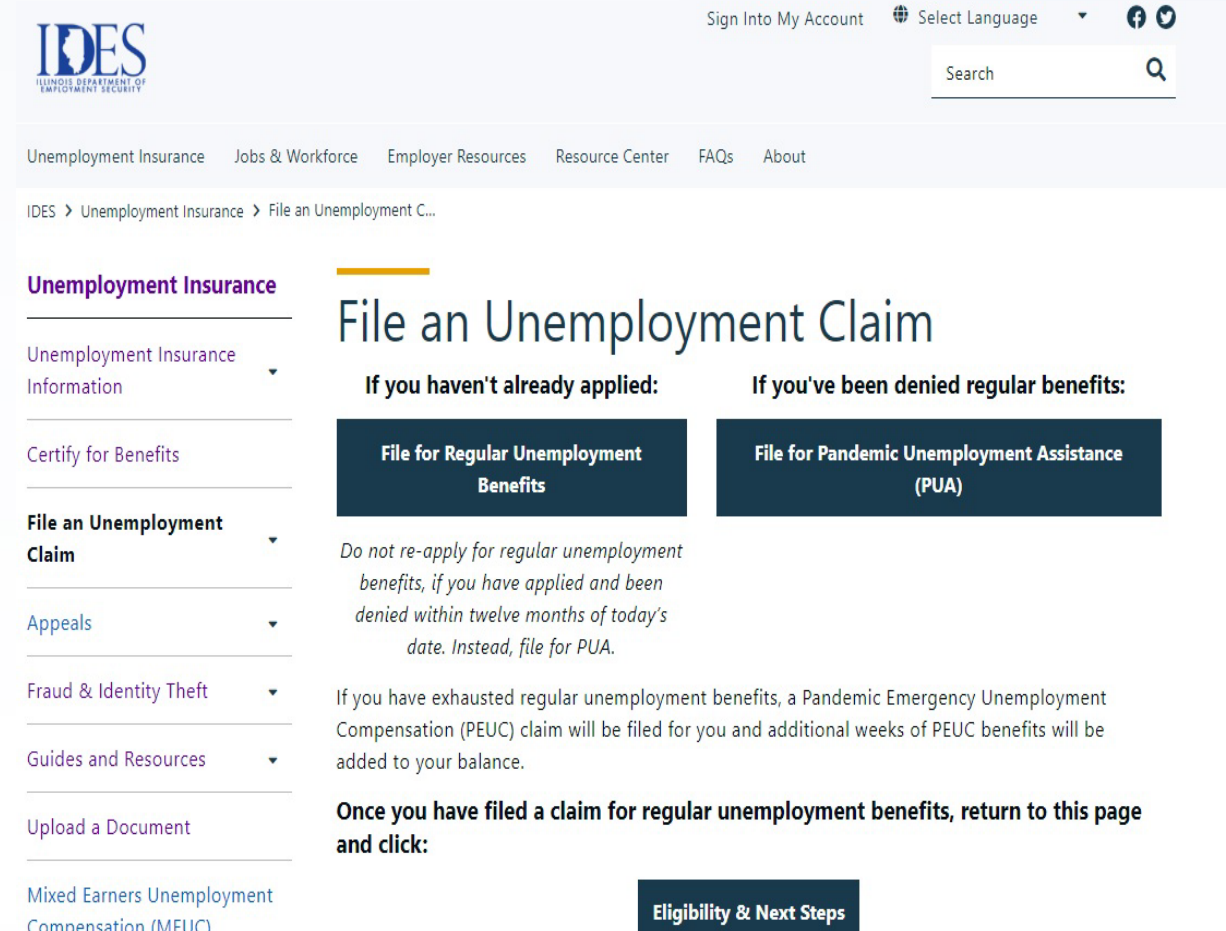 Sign Into My Account Select Language
IDES
ILLINOIS DEPARTMENT OF
EMPLOYMENT SECURITY
Search
Unemployment Insurance Jobs & Workforce Employer Resources Resource Center FAQs About
IDES > Unemployment Insurance > File an Unemployment C...
Unemployment Insurance
Unemployment Insurance
Information
Certify for Benefits
File an Unemployment
Claim
Appeals
Fraud & Identity Theft
Guides and Resources
Upload a Document
Mixed Earners Unemployment
Compensation (MEUC)
File an Unemployment Claim
If you haven't already applied:
File for Regular Unemployment
Benefits
Do not re-apply for regular unemployment
benefits, if you have applied and been
denied within twelve months of today's
date. Instead, file for PUA.
If you've been denied regular benefits:
File for Pandemic Unemployment Assistance
(PUA)
If you have exhausted regular unemployment benefits, a Pandemic Emergency Unemployment
Compensation (PEUC) claim will be filed for you and additional weeks of PEUC benefits will be
added to your balance.
Once you have filed a claim for regular unemployment benefits, return to this page
and click:
Eligibility & Next Steps